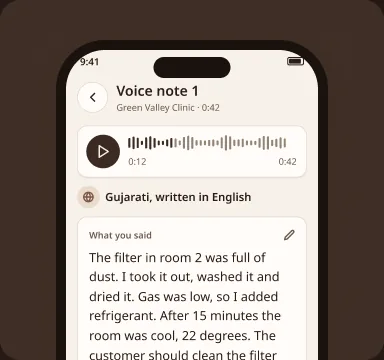 9:41
Voice note 1
Green Valley Clinic · 0:42
0:12
0:42
Gujarati, written in English
What you said
The filter in room 2 was full of
dust. I took it out, washed it and
dried it. Gas was low, so I added
refrigerant. After 15 minutes the
room was cool, 22 degrees. The
customer should clean the filter